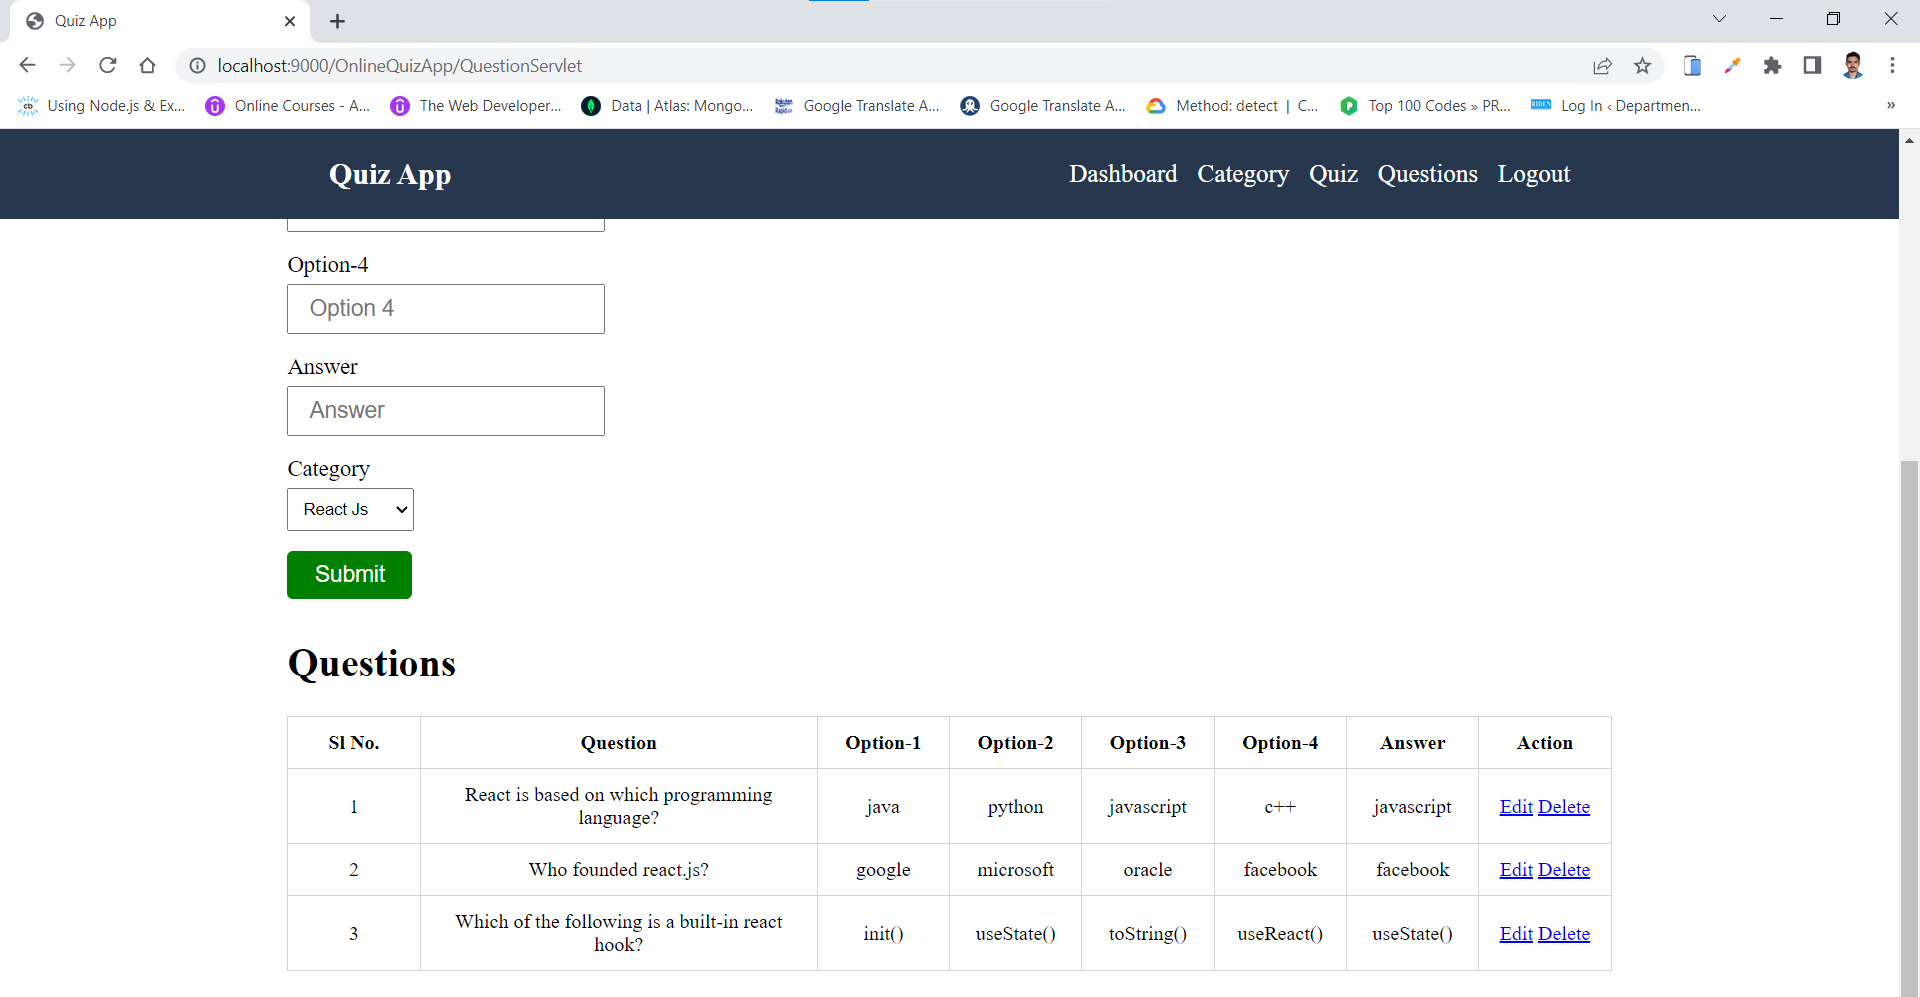 Quiz App
localhost:9000/OnlineQuizApp/QuestionServlet
Using Node.js & Ex... Online Courses - A... The Web Developer... Data | Atlas: Mongo... Google Translate A... Google Translate A... Method: detect | C... Top 100 Codes » PR... Log In ‹ Departmen... »
Quiz App Dashboard Category Quiz Questions Logout
Option-4
Option 4
Answer
Answer
Category
React Js
Submit
Questions
Sl No. Question Option-1 Option-2 Option-3 Option-4 Answer Action
1 React is based on which programming language? java python javascript c++ javascript Edit Delete
2 Who founded react.js? google microsoft oracle facebook facebook Edit Delete
3 Which of the following is a built-in react hook? init() useState() toString() useReact() useState() Edit Delete